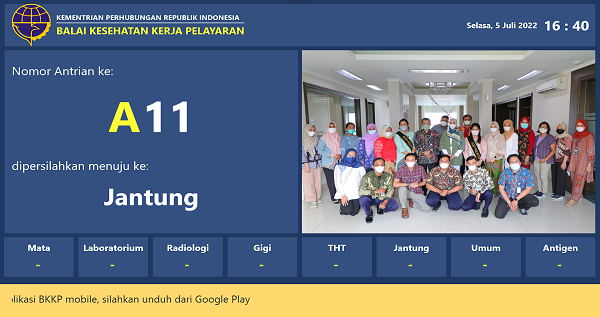 KEMENTRIAN PERHUBUNGAN REPUBLIK INDONESIA
BALAI KESEHATAN KERJA PELAYARAN
Selasa, 5 Juli 2022 16 : 40
Nomor Antrian ke:
A11
dipersilahkan menuju ke:
Jantung
Mata Laboratorium Radiologi Gigi THT Jantung Umum Antigen
- - - - - - - -
likasi BKKP mobile, silahkan unduh dari Google Play